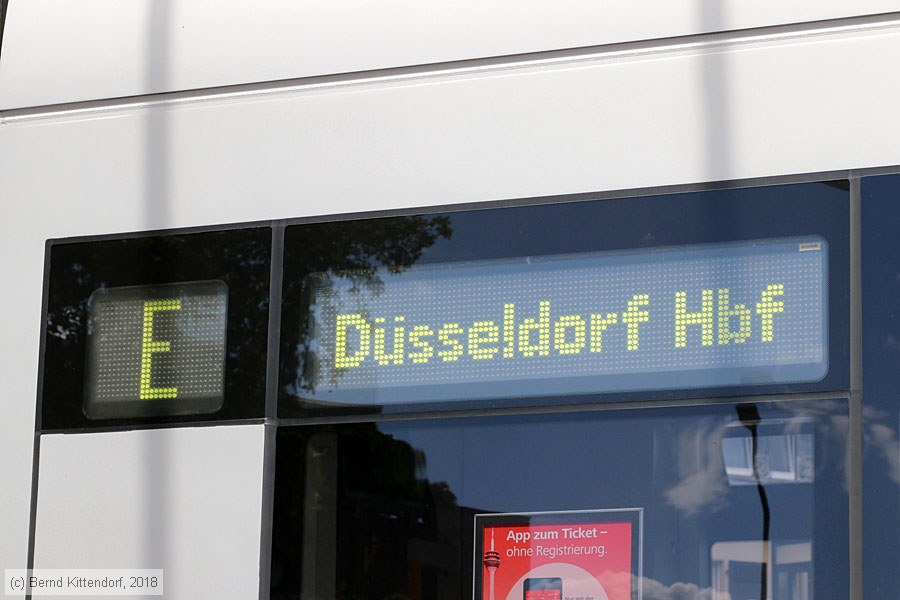 E
Düsseldorf Hbf
App zum Ticket –
ohne Registrierung.
(c) Bernd Kittendorf, 2018